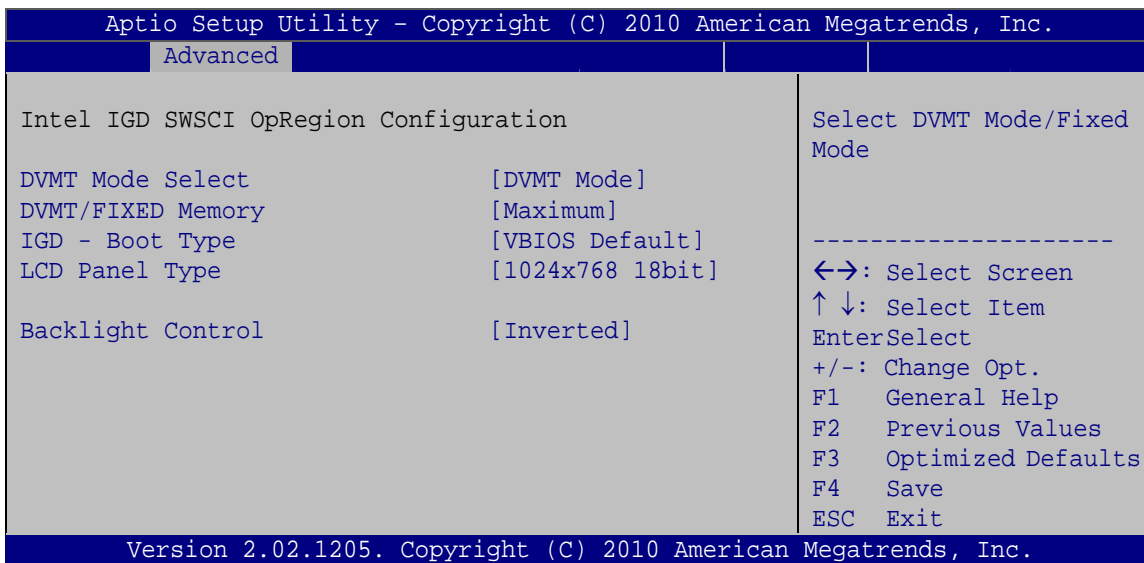 Aptio Setup Utility – Copyright (C) 2010 American Megatrends, Inc.
Advanced
Intel IGD SWSCI OpRegion Configuration
DVMT Mode Select [DVMT Mode]
DVMT/FIXED Memory [Maximum]
IGD - Boot Type [VBIOS Default]
LCD Panel Type [1024x768 18bit]
Backlight Control [Inverted]
Select DVMT Mode/Fixed
Mode
---------------------
←→: Select Screen
↑ ↓: Select Item
EnterSelect
+/-: Change Opt.
F1 General Help
F2 Previous Values
F3 Optimized Defaults
F4 Save
ESC Exit
Version 2.02.1205. Copyright (C) 2010 American Megatrends, Inc.